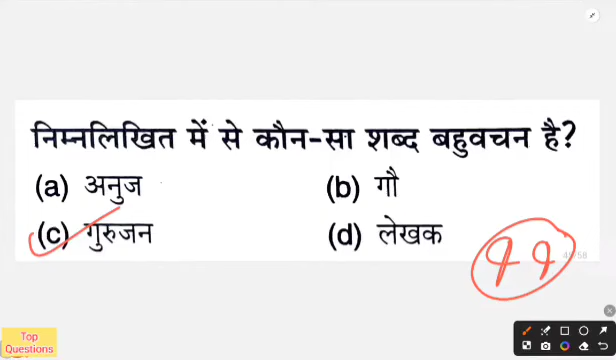 निम्नलिखित में से कौन-सा शब्द बहुवचन है?
(a) अनुज (b) गौ
(c) गुरुजन (d) लेखक
Top
Questions